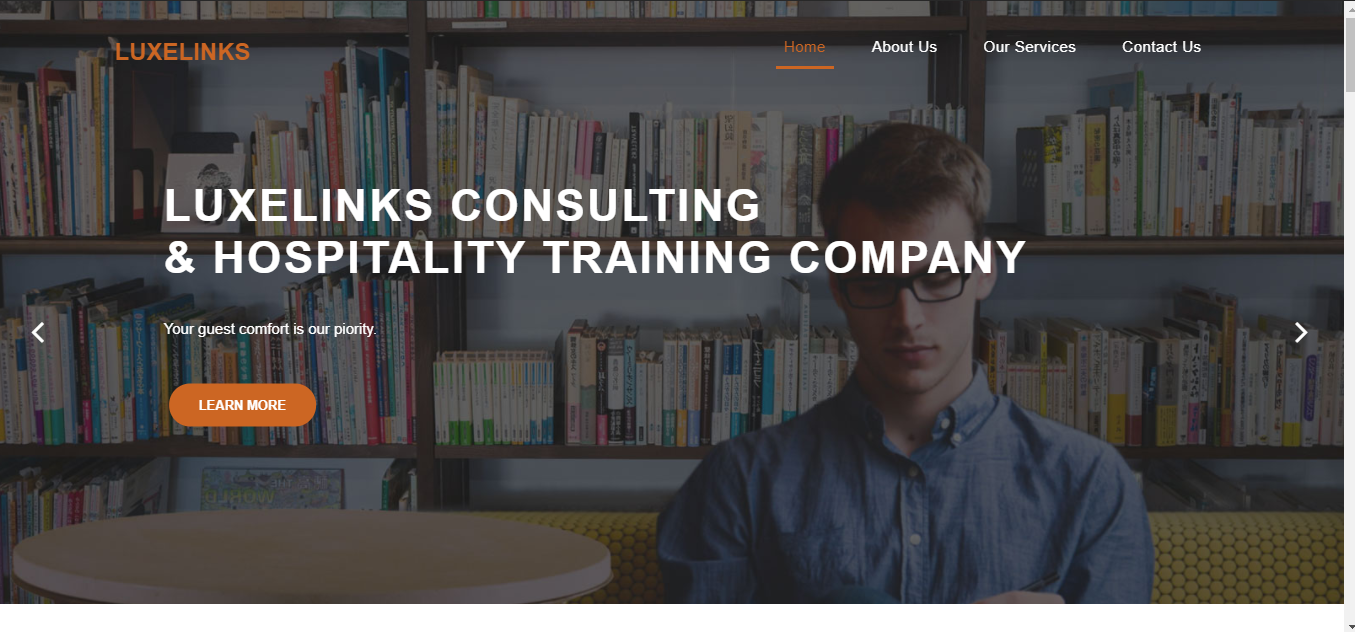 LUXELINKS
Home About Us Our Services Contact Us
LUXELINKS CONSULTING
& HOSPITALITY TRAINING COMPANY
Your guest comfort is our piority.
LEARN MORE